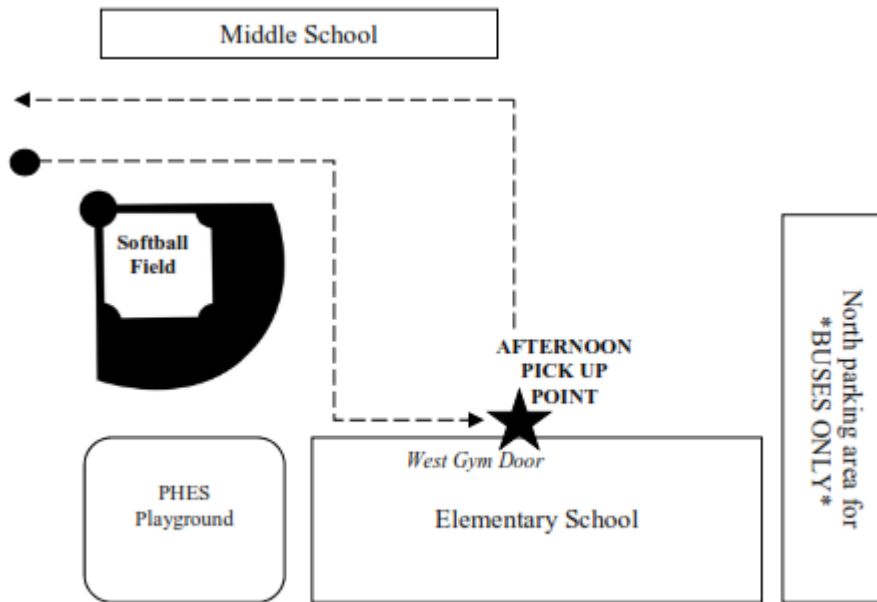 Middle School
Softball
Field
AFTERNOON
PICK UP
POINT
North parking area for
*BUSES ONLY*
West Gym Door
PHES
Playground
Elementary School